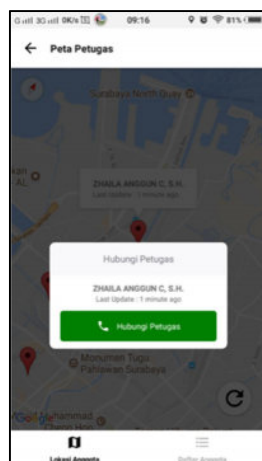 09:16
81%
Peta Petugas
Surabaya North Quay
AL
ZHAILA ANGGUN C, S.H.
Last Update : 1 minute ago
Hubungi Petugas
ZHAILA ANGGUN C, S.H.
Last Update : 1 minute ago
Hubungi Petugas
Monumen Tugu
Pahlawan Surabaya
Lokasi Anggota
Daftar Anggota